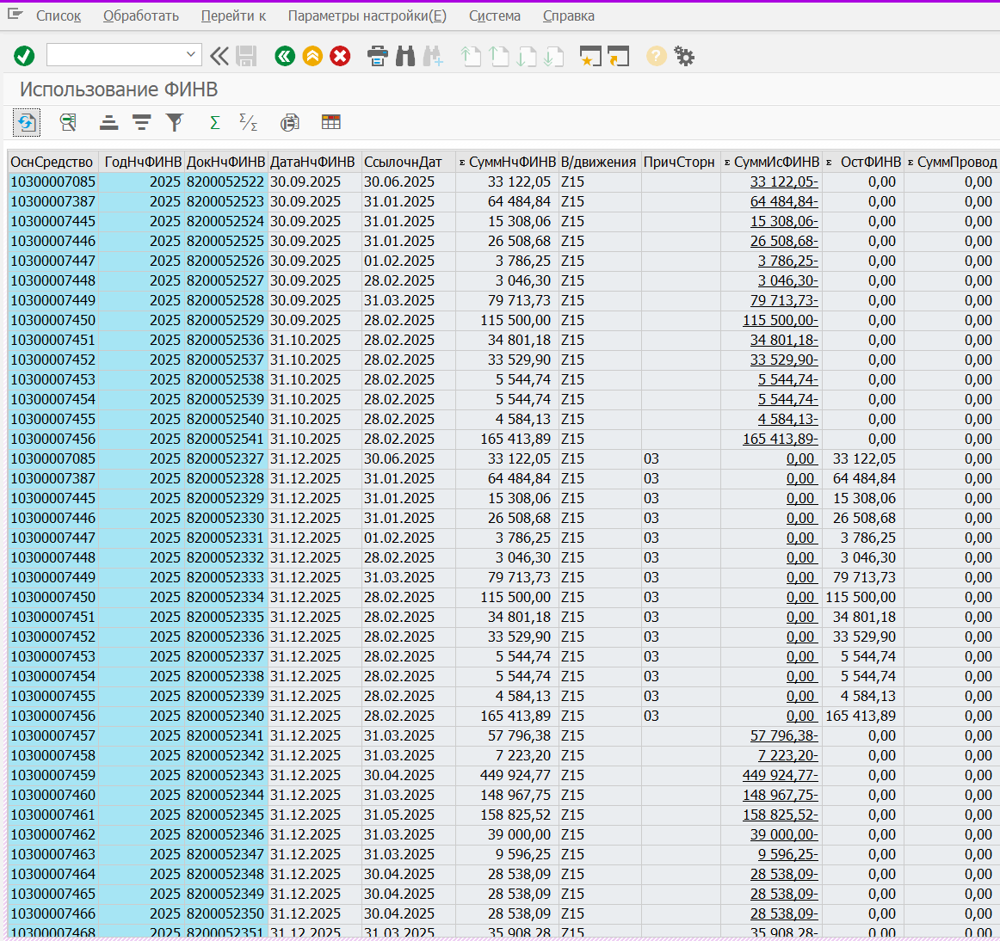 Список Обработать Перейти к Параметры настройки(Е) Система Справка
Использование ФИНВ
ОснСредство ГодНчФИНВ ДокНчФИНВ ДатаНчФИНВ СсылочнДат Σ СуммНчФИНВ В/движения ПричСторн Σ СуммИсФИНВ Σ ОстФИНВ Σ СуммПровод
10300007085 2025 8200052522 30.09.2025 30.06.2025 33 122,05 Z15 33 122,05- 0,00 0,00
10300007387 2025 8200052523 30.09.2025 31.01.2025 64 484,84 Z15 64 484,84- 0,00 0,00
10300007445 2025 8200052524 30.09.2025 31.01.2025 15 308,06 Z15 15 308,06- 0,00 0,00
10300007446 2025 8200052525 30.09.2025 31.01.2025 26 508,68 Z15 26 508,68- 0,00 0,00
10300007447 2025 8200052526 30.09.2025 01.02.2025 3 786,25 Z15 3 786,25- 0,00 0,00
10300007448 2025 8200052527 30.09.2025 28.02.2025 3 046,30 Z15 3 046,30- 0,00 0,00
10300007449 2025 8200052528 30.09.2025 31.03.2025 79 713,73 Z15 79 713,73- 0,00 0,00
10300007450 2025 8200052529 30.09.2025 28.02.2025 115 500,00 Z15 115 500,00- 0,00 0,00
10300007451 2025 8200052536 31.10.2025 28.02.2025 34 801,18 Z15 34 801,18- 0,00 0,00
10300007452 2025 8200052537 31.10.2025 28.02.2025 33 529,90 Z15 33 529,90- 0,00 0,00
10300007453 2025 8200052538 31.10.2025 28.02.2025 5 544,74 Z15 5 544,74- 0,00 0,00
10300007454 2025 8200052539 31.10.2025 28.02.2025 5 544,74 Z15 5 544,74- 0,00 0,00
10300007455 2025 8200052540 31.10.2025 28.02.2025 4 584,13 Z15 4 584,13- 0,00 0,00
10300007456 2025 8200052541 31.10.2025 28.02.2025 165 413,89 Z15 165 413,89- 0,00 0,00
10300007085 2025 8200052327 31.12.2025 30.06.2025 33 122,05 Z15 03 0,00 33 122,05 0,00
10300007387 2025 8200052328 31.12.2025 31.01.2025 64 484,84 Z15 03 0,00 64 484,84 0,00
10300007445 2025 8200052329 31.12.2025 31.01.2025 15 308,06 Z15 03 0,00 15 308,06 0,00
10300007446 2025 8200052330 31.12.2025 31.01.2025 26 508,68 Z15 03 0,00 26 508,68 0,00
10300007447 2025 8200052331 31.12.2025 01.02.2025 3 786,25 Z15 03 0,00 3 786,25 0,00
10300007448 2025 8200052332 31.12.2025 28.02.2025 3 046,30 Z15 03 0,00 3 046,30 0,00
10300007449 2025 8200052333 31.12.2025 31.03.2025 79 713,73 Z15 03 0,00 79 713,73 0,00
10300007450 2025 8200052334 31.12.2025 28.02.2025 115 500,00 Z15 03 0,00 115 500,00 0,00
10300007451 2025 8200052335 31.12.2025 28.02.2025 34 801,18 Z15 03 0,00 34 801,18 0,00
10300007452 2025 8200052336 31.12.2025 28.02.2025 33 529,90 Z15 03 0,00 33 529,90 0,00
10300007453 2025 8200052337 31.12.2025 28.02.2025 5 544,74 Z15 03 0,00 5 544,74 0,00
10300007454 2025 8200052338 31.12.2025 28.02.2025 5 544,74 Z15 03 0,00 5 544,74 0,00
10300007455 2025 8200052339 31.12.2025 28.02.2025 4 584,13 Z15 03 0,00 4 584,13 0,00
10300007456 2025 8200052340 31.12.2025 28.02.2025 165 413,89 Z15 03 0,00 165 413,89 0,00
10300007457 2025 8200052341 31.12.2025 31.03.2025 57 796,38 Z15 57 796,38- 0,00 0,00
10300007458 2025 8200052342 31.12.2025 31.03.2025 7 223,20 Z15 7 223,20- 0,00 0,00
10300007459 2025 8200052343 31.12.2025 30.04.2025 449 924,77 Z15 449 924,77- 0,00 0,00
10300007460 2025 8200052344 31.12.2025 31.03.2025 148 967,75 Z15 148 967,75- 0,00 0,00
10300007461 2025 8200052345 31.12.2025 31.05.2025 158 825,52 Z15 158 825,52- 0,00 0,00
10300007462 2025 8200052346 31.12.2025 31.03.2025 39 000,00 Z15 39 000,00- 0,00 0,00
10300007463 2025 8200052347 31.12.2025 31.03.2025 9 596,25 Z15 9 596,25- 0,00 0,00
10300007464 2025 8200052348 31.12.2025 30.04.2025 28 538,09 Z15 28 538,09- 0,00 0,00
10300007465 2025 8200052349 31.12.2025 30.04.2025 28 538,09 Z15 28 538,09- 0,00 0,00
10300007466 2025 8200052350 31.12.2025 30.04.2025 28 538,09 Z15 28 538,09- 0,00 0,00
10300007468 2025 8200052351 31.12.2025 31.03.2025 35 908,28 Z15 35 908,28- 0,00 0,00